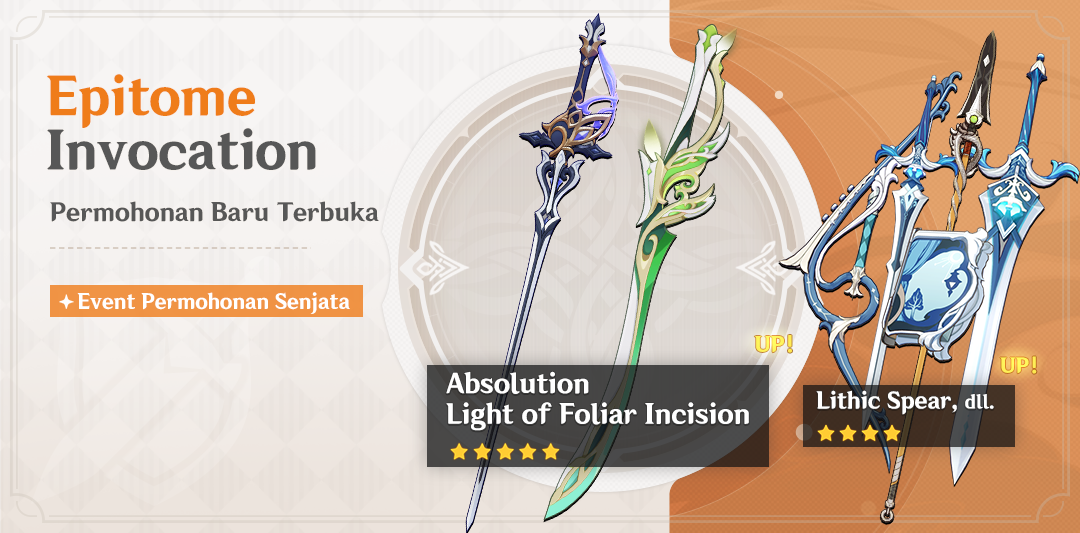 Epitome
Invocation
Permohonan Baru Terbuka
Event Permohonan Senjata
UP!
Absolution
Light of Foliar Incision
UP!
Lithic Spear, dll.